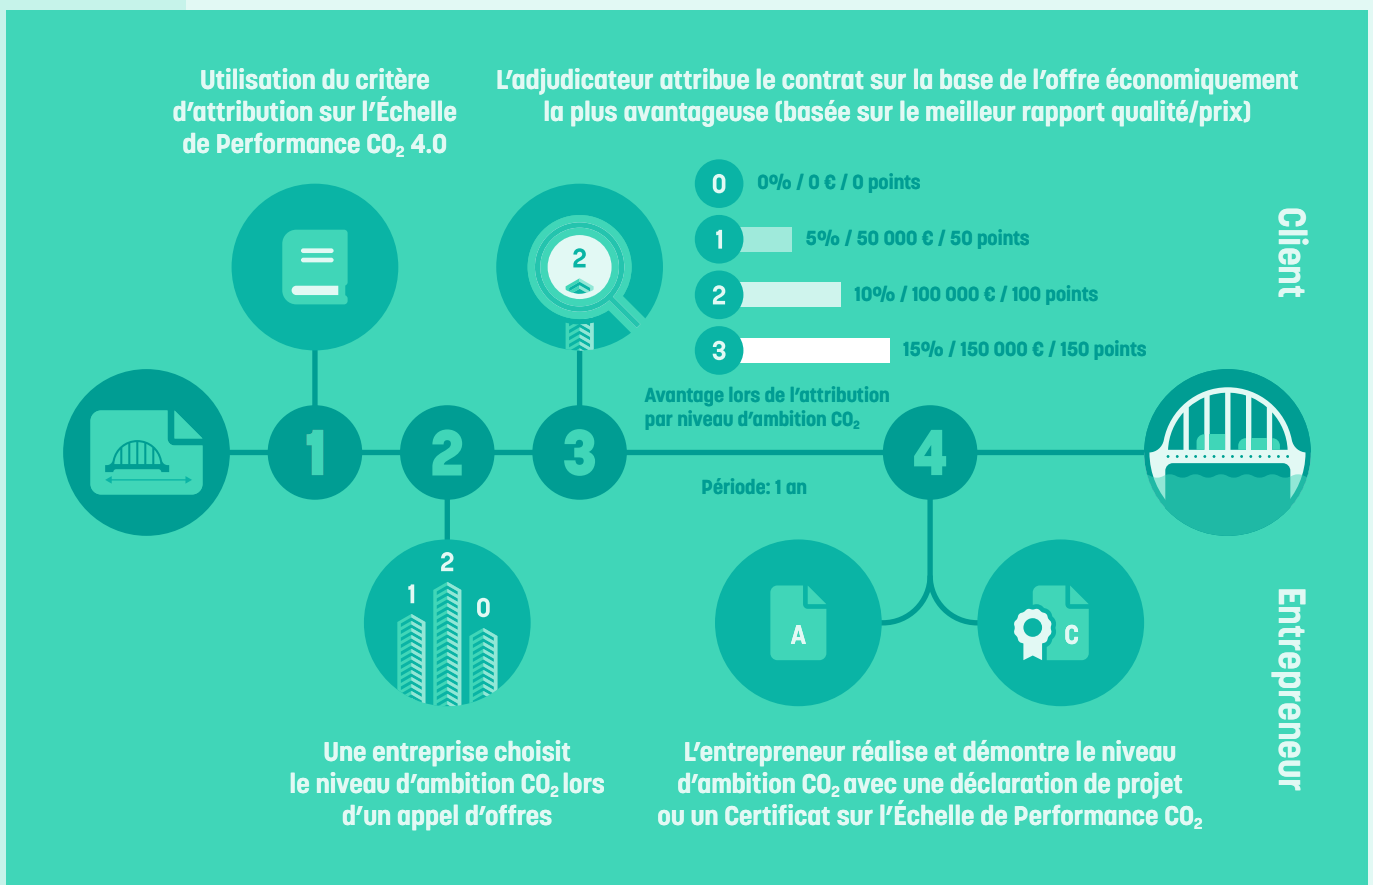 Utilisation du critère
d'attribution sur l'Échelle
de Performance CO₂ 4.0
L'adjudicateur attribue le contrat sur la base de l'offre économiquement
la plus avantageuse (basée sur le meilleur rapport qualité/prix)
0 0% / 0 € / 0 points
1 5% / 50 000 € / 50 points
2 10% / 100 000 € / 100 points
3 15% / 150 000 € / 150 points
Avantage lors de l'attribution
par niveau d'ambition CO₂
Client
2
1
2
3
4
Période: 1 an
2
1
0
A
C
Entrepreneur
Une entreprise choisit
le niveau d'ambition CO₂ lors
d'un appel d'offres
L'entrepreneur réalise et démontre le niveau
d'ambition CO₂ avec une déclaration de projet
ou un Certificat sur l'Échelle de Performance CO₂